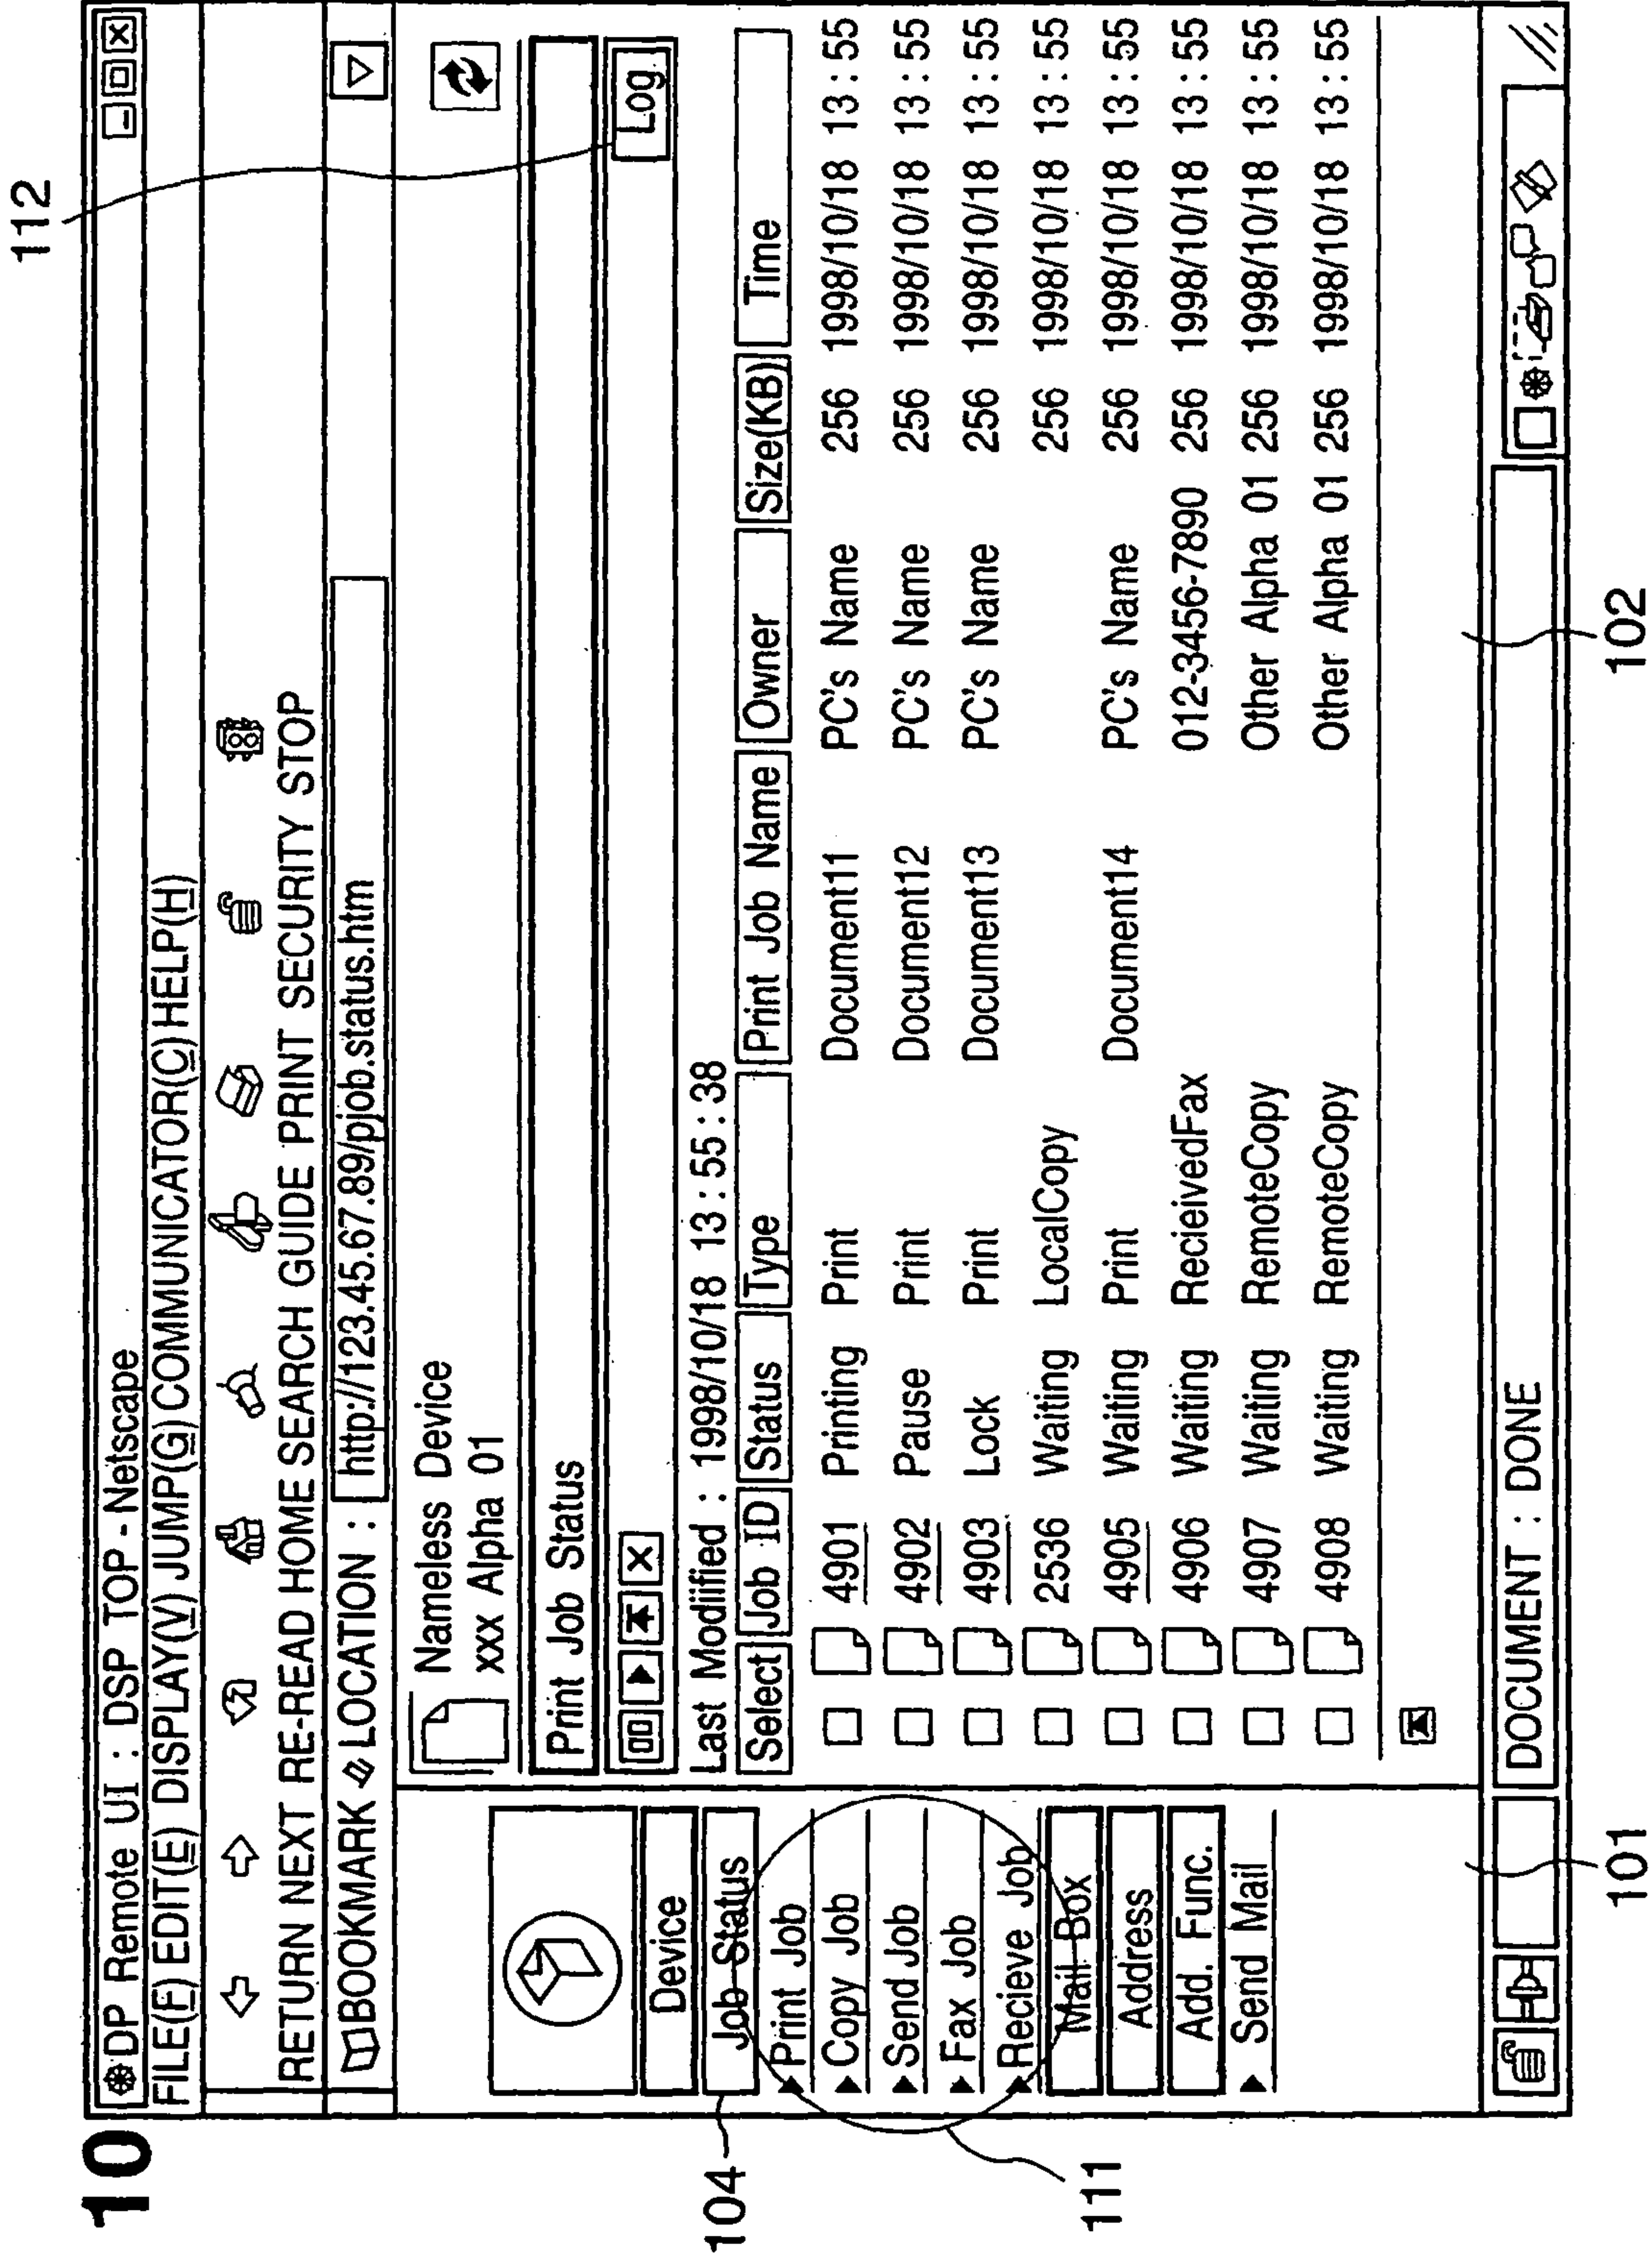 10
DP Remote UI : DSP TOP - Netscape
FILE(F) EDIT(E) DISPLAY(V) JUMP(G) COMMUNICATOR(C) HELP(H)
RETURN NEXT RE-READ HOME SEARCH GUIDE PRINT SECURITY STOP
BOOKMARK LOCATION : http://123.45.67.89/pjob.status.htm
Nameless Device
xxx Alpha 01
Print Job Status
Log
112
Last Modiified : 1998/10/18 13:55:38
Select Job ID Status Type Print Job Name Owner Size(KB) Time
4901 Printing Print Document11 PC's Name 256 1998/10/18 13:55
4902 Pause Print Document12 PC's Name 256 1998/10/18 13:55
4903 Lock Print Document13 PC's Name 256 1998/10/18 13:55
2536 Waiting LocalCopy 256 1998/10/18 13:55
4905 Waiting Print Document14 PC's Name 256 1998/10/18 13:55
4906 Waiting RecieivedFax 012-3456-7890 256 1998/10/18 13:55
4907 Waiting RemoteCopy Other Alpha 01 256 1998/10/18 13:55
4908 Waiting RemoteCopy Other Alpha 01 256 1998/10/18 13:55
Device
Job Status
Print Job
Copy Job
Send Job
Fax Job
Recieve Job
Mail Box
Address
Add. Func.
Send Mail
104
111
DOCUMENT : DONE
101
102